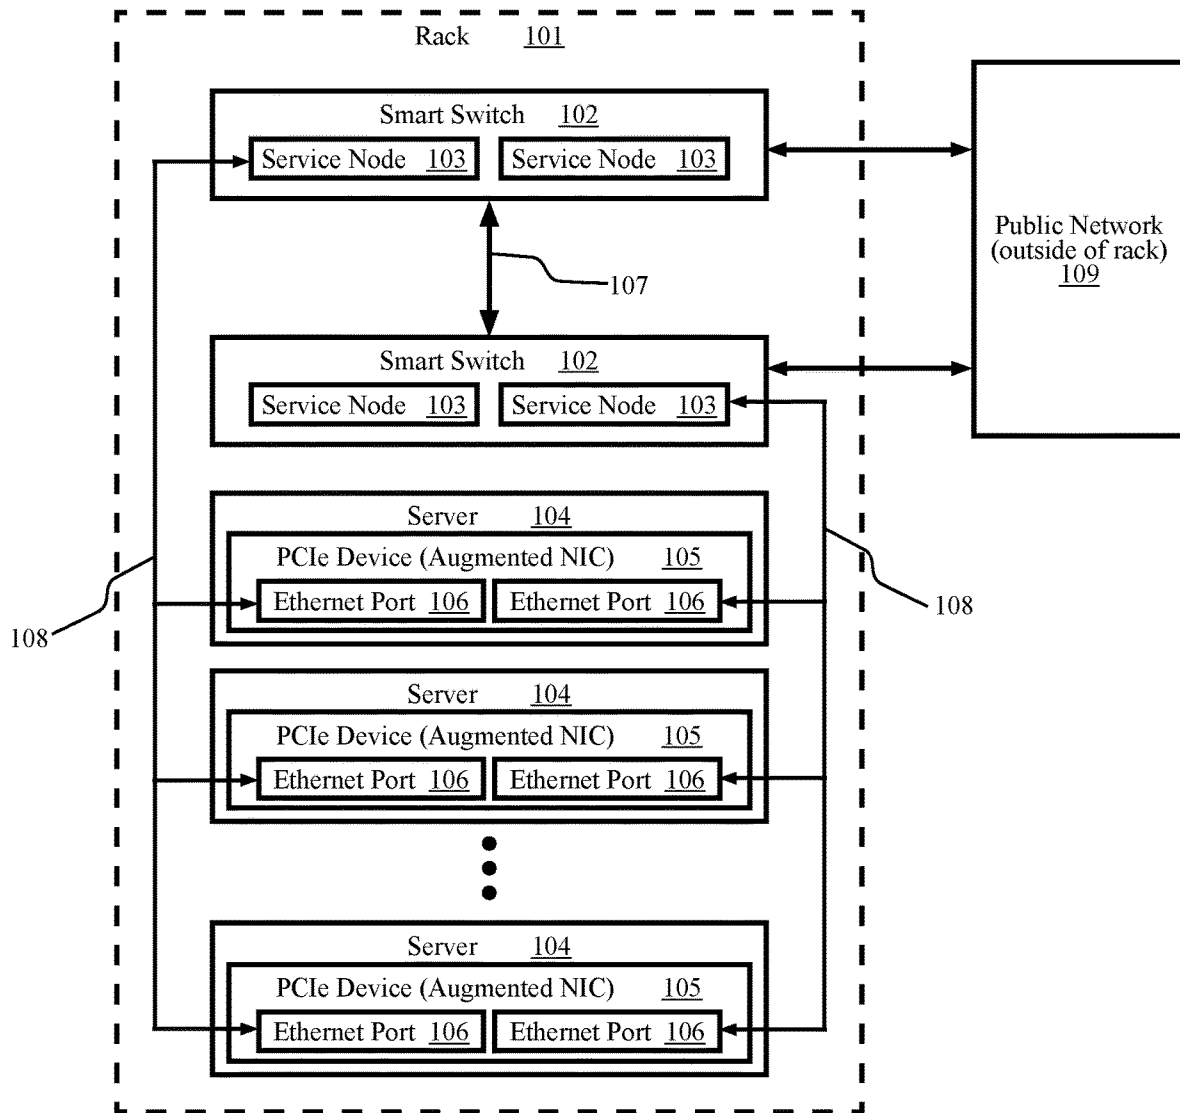 Rack 101
Smart Switch 102
Service Node 103 Service Node 103
Public Network
(outside of rack)
109
107
Smart Switch 102
Service Node 103 Service Node 103
Server 104
PCIe Device (Augmented NIC) 105
Ethernet Port 106 Ethernet Port 106
108
108
Server 104
PCIe Device (Augmented NIC) 105
Ethernet Port 106 Ethernet Port 106
Server 104
PCIe Device (Augmented NIC) 105
Ethernet Port 106 Ethernet Port 106